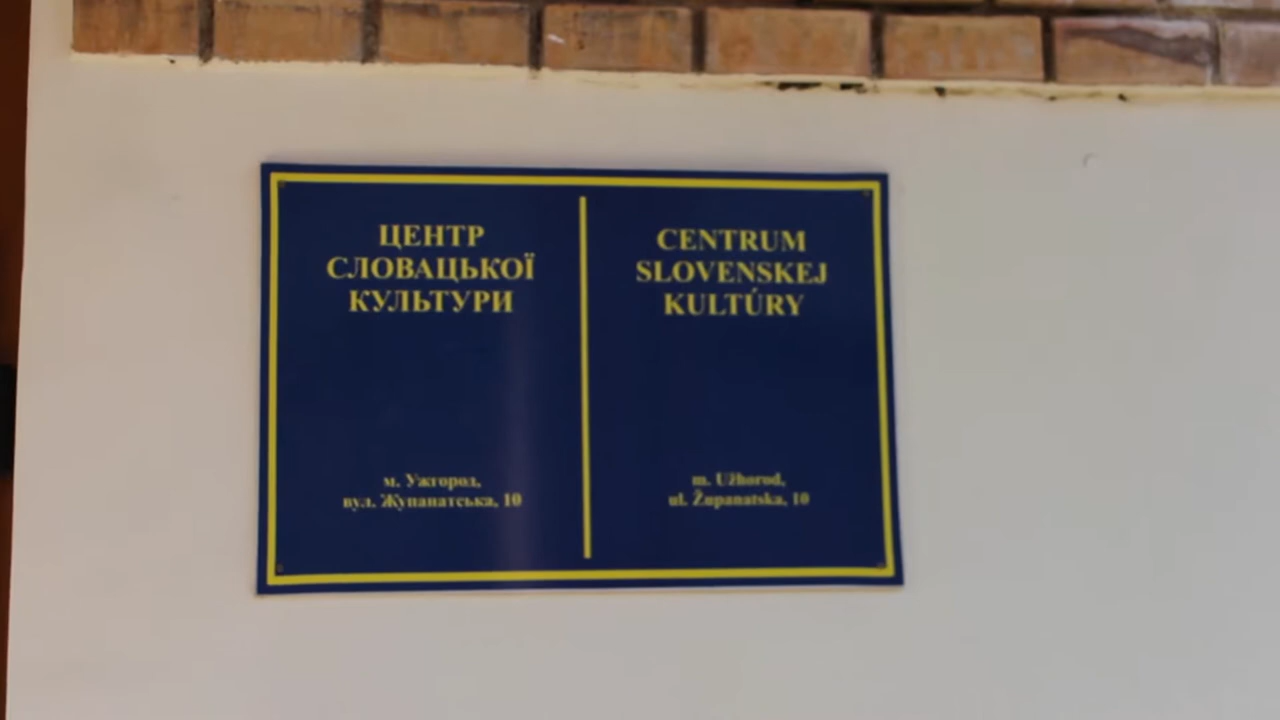 ЦЕНТР
СЛОВАЦЬКОЇ
КУЛЬТУРИ
м. Ужгород,
вул. Жупанатська, 10
CENTRUM
SLOVENSKEJ
KULTÚRY
m. Užhorod,
ul. Županatska, 10